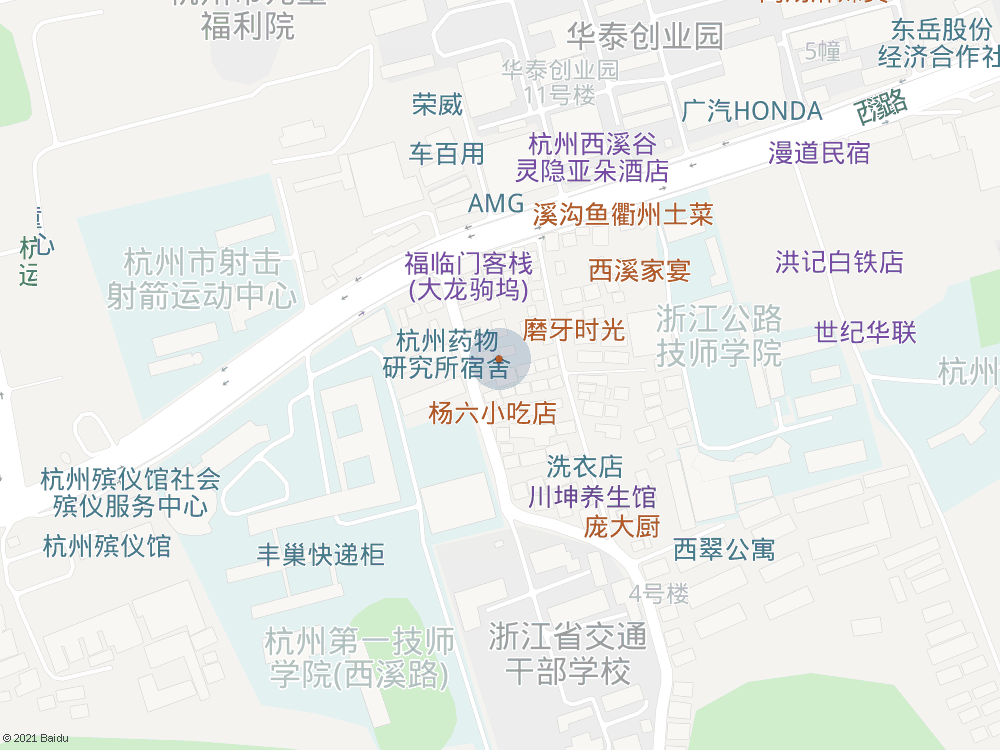 福利院
华泰创业园
东岳股份
经济合作社
5幢
华泰创业园
11号楼
荣威
广汽HONDA
西溪路
车百用
杭州西溪谷
灵隐亚朵酒店
漫道民宿
AMG
溪沟鱼衢州土菜
杭州市射击
射箭运动中心
福临门客栈
(大龙驹坞)
西溪家宴
洪记白铁店
杭州药物
研究所宿舍
磨牙时光
浙江公路
技师学院
世纪华联
杭州
杨六小吃店
洗衣店
川坤养生馆
庞大厨
杭州殡仪馆社会
殡仪服务中心
杭州殡仪馆
丰巢快递柜
西翠公寓
4号楼
杭州第一技师
学院(西溪路)
浙江省交通
干部学校
© 2021 Baidu